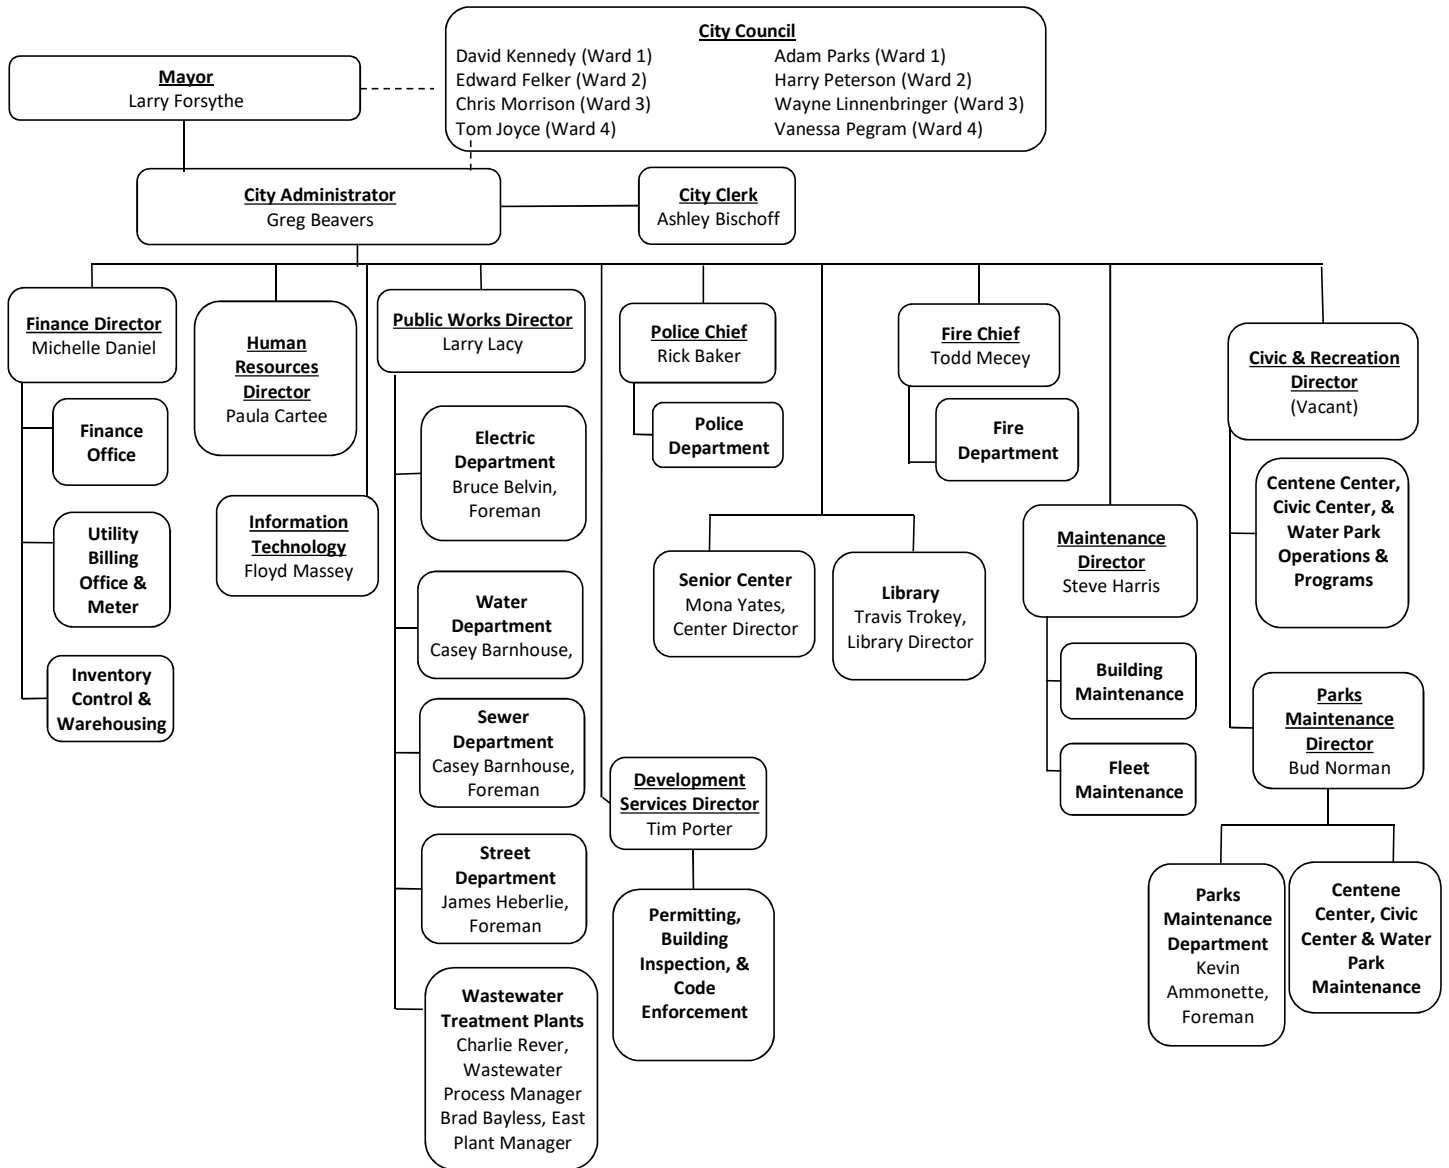 City Council
David Kennedy (Ward 1)
Adam Parks (Ward 1)
Edward Felker (Ward 2)
Harry Peterson (Ward 2)
Chris Morrison (Ward 3)
Wayne Linnenbringer (Ward 3)
Tom Joyce (Ward 4)
Vanessa Pegram (Ward 4)
Mayor
Larry Forsythe
City Administrator
Greg Beavers
City Clerk
Ashley Bischoff
Finance Director
Michelle Daniel
Finance
Office
Utility
Billing
Office &
Meter
Inventory
Control &
Warehousing
Human
Resources
Director
Paula Cartee
Information
Technology
Floyd Massey
Public Works Director
Larry Lacy
Electric
Department
Bruce Belvin,
Foreman
Water
Department
Casey Barnhouse,
Sewer
Department
Casey Barnhouse,
Foreman
Street
Department
James Heberlie,
Foreman
Wastewater
Treatment Plants
Charlie Rever,
Wastewater
Process Manager
Brad Bayless, East
Plant Manager
Development
Services Director
Tim Porter
Permitting,
Building
Inspection, &
Code
Enforcement
Police Chief
Rick Baker
Police
Department
Senior Center
Mona Yates,
Center Director
Library
Travis Trokey,
Library Director
Fire Chief
Todd Mecey
Fire
Department
Maintenance
Director
Steve Harris
Building
Maintenance
Fleet
Maintenance
Civic & Recreation
Director
(Vacant)
Centene Center,
Civic Center, &
Water Park
Operations &
Programs
Parks
Maintenance
Director
Bud Norman
Parks
Maintenance
Department
Kevin
Ammonette,
Foreman
Centene
Center, Civic
Center & Water
Park
Maintenance